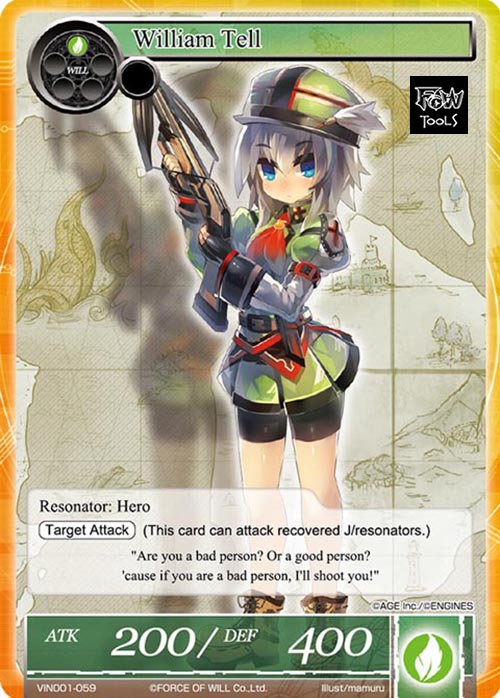 William Tell
WILL
FOW
TOOLS
Resonator: Hero
Target Attack (This card can attack recovered J/resonators.)
"Are you a bad person? Or a good person?
'cause if you are a bad person, I'll shoot you!"
©AGE Inc./©ENGINES
ATK 200 / DEF 400
VIN001-059 ©FORCE OF WILL Co.,Ltd. Illust/mamuru